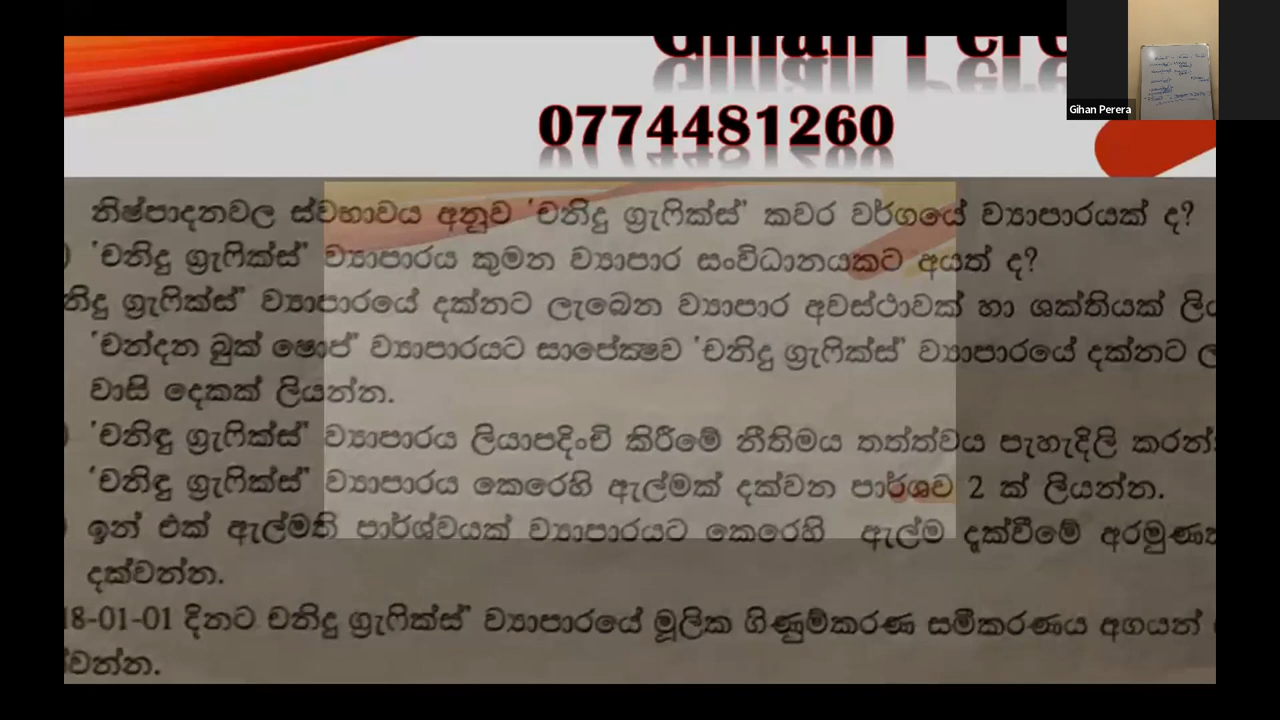 Gihan Pere
0774481260
Gihan Perera
නිෂ්පාදනවල ස්වභාවය අනුව 'චනිදු ග්‍රැෆික්ස්' කවර වර්ගයේ ව්‍යාපාරයක් ද?
) 'චනිදු ග්‍රැෆික්ස්' ව්‍යාපාරය කුමන ව්‍යාපාර සංවිධානයකට අයත් ද?
නිදු ග්‍රැෆික්ස්' ව්‍යාපාරයේ දක්නට ලැබෙන ව්‍යාපාර අවස්ථාවක් හා ශක්තියක් ලිය
'චන්දන බුක් ෂොප්' ව්‍යාපාරයට සාපේක්‍ෂව 'චනිදු ග්‍රැෆික්ස්' ව්‍යාපාරයේ දක්නට ල
වාසි දෙකක් ලියන්න.
) 'චනිඳු ග්‍රැෆික්ස්' ව්‍යාපාරය ලියාපදිංචි කිරීමේ නීතිමය තත්ත්වය පැහැදිලි කරන්
'චනිඳු ග්‍රැෆික්ස්' ව්‍යාපාරය කෙරෙහි ඇල්මක් දක්වන පාර්ශව 2 ක් ලියන්න.
) ඉන් එක් ඇල්මති පාර්ශ්වයක් ව්‍යාපාරයට කෙරෙහි ඇල්ම දැක්වීමේ අරමුණ
දක්වන්න.
18-01-01 දිනට චනිදු ග්‍රැෆික්ස්' ව්‍යාපාරයේ මූලික ගිණුම්කරණ සමීකරණය අගයන්
ක්වන්න.